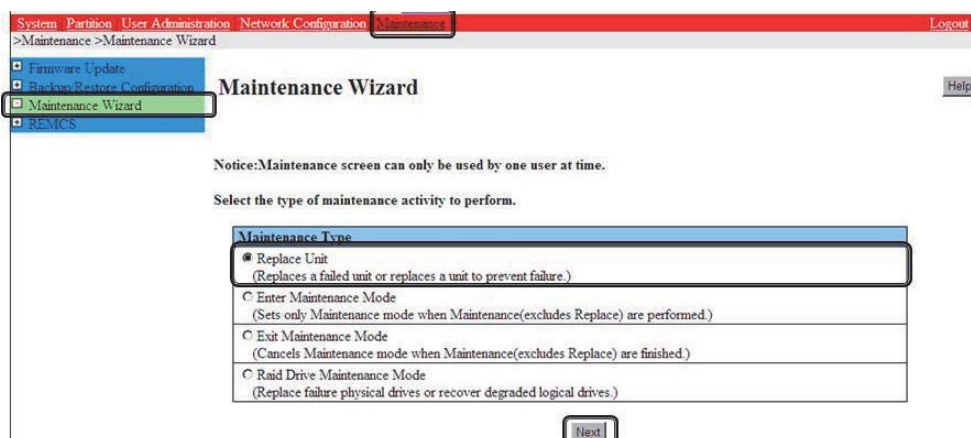 System Partition User Administration Network Configuration Maintenance Logout
>Maintenance >Maintenance Wizard
Firmware Update
Backup/Restore Configuration
Maintenance Wizard
REMCS
Maintenance Wizard
Help
Notice:Maintenance screen can only be used by one user at time.
Select the type of maintenance activity to perform.
Maintenance Type
Replace Unit
(Replaces a failed unit or replaces a unit to prevent failure.)
Enter Maintenance Mode
(Sets only Maintenance mode when Maintenance(excludes Replace) are performed.)
Exit Maintenance Mode
(Cancels Maintenance mode when Maintenance(excludes Replace) are finished.)
Raid Drive Maintenance Mode
(Replace failure physical drives or recover degraded logical drives.)
Next